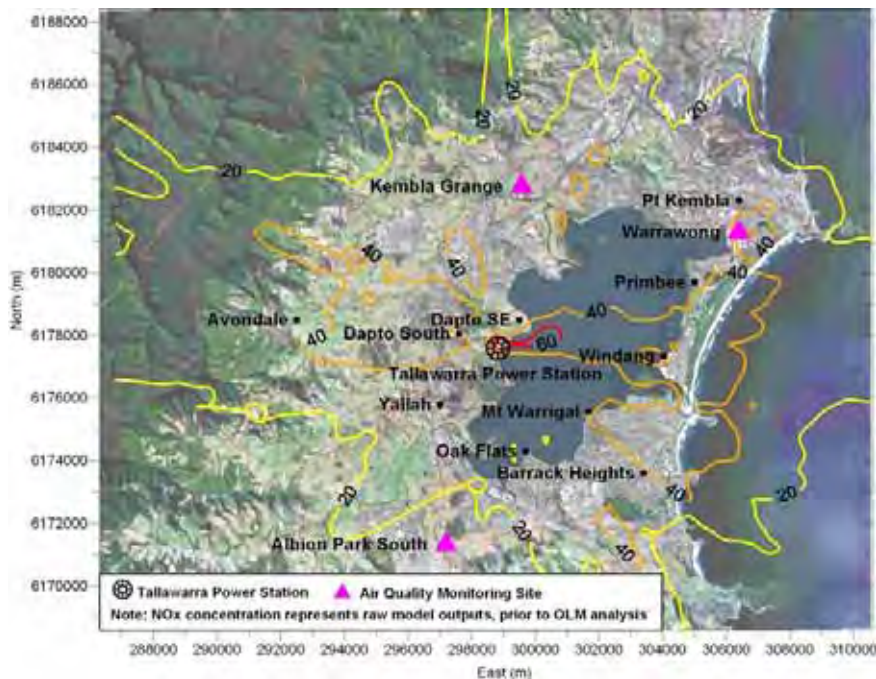 6188000
6186000
6184000
6182000
6180000
6178000
6176000
6174000
6172000
6170000
North (m)
20
20
20
20
20
Kembla Grange
Pt Kembla
Warrawong
40
40
40
40
Primbee
Avondale
40
Dapto SE
40
Dapto South
60
Windang
Tallawarra Power Station
Yallah
Mt Warrigal
Oak Flats
Barrack Heights
40
20
20
20
Albion Park South
40
Tallawarra Power Station
Air Quality Monitoring Site
Note: NOx concentration represents raw model outputs, prior to OLM analysis
288000 290000 292000 294000 296000 298000 300000 302000 304000 306000 308000 310000
East (m)